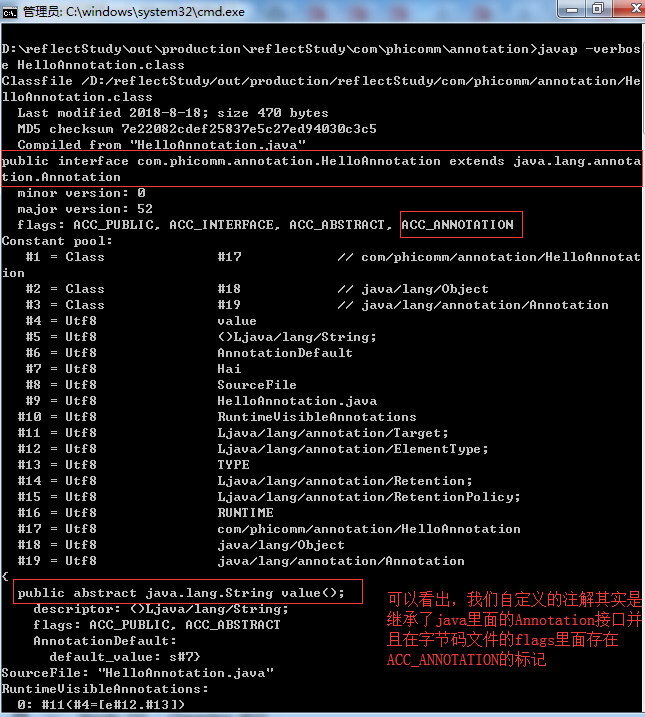 管理员: C:\windows\system32\cmd.exe
D:\reflectStudy\out\production\reflectStudy\com\phicomm\annotation>javap -verbos
e HelloAnnotation.class
Classfile /D:/reflectStudy/out/production/reflectStudy/com/phicomm/annotation/He
lloAnnotation.class
  Last modified 2018-8-18; size 470 bytes
  MD5 checksum 7e22082cdef25837e5c27ed94030c3c5
  Compiled from "HelloAnnotation.java"
public interface com.phicomm.annotation.HelloAnnotation extends java.lang.annota
tion.Annotation
  minor version: 0
  major version: 52
  flags: ACC_PUBLIC, ACC_INTERFACE, ACC_ABSTRACT, ACC_ANNOTATION
Constant pool:
   #1 = Class              #17            // com/phicomm/annotation/HelloAnnotat
ion
   #2 = Class              #18            // java/lang/Object
   #3 = Class              #19            // java/lang/annotation/Annotation
   #4 = Utf8               value
   #5 = Utf8               ()Ljava/lang/String;
   #6 = Utf8               AnnotationDefault
   #7 = Utf8               Hai
   #8 = Utf8               SourceFile
   #9 = Utf8               HelloAnnotation.java
  #10 = Utf8               RuntimeVisibleAnnotations
  #11 = Utf8               Ljava/lang/annotation/Target;
  #12 = Utf8               Ljava/lang/annotation/ElementType;
  #13 = Utf8               TYPE
  #14 = Utf8               Ljava/lang/annotation/Retention;
  #15 = Utf8               Ljava/lang/annotation/RetentionPolicy;
  #16 = Utf8               RUNTIME
  #17 = Utf8               com/phicomm/annotation/HelloAnnotation
  #18 = Utf8               java/lang/Object
  #19 = Utf8               java/lang/annotation/Annotation
{
  public abstract java.lang.String value();
    descriptor: ()Ljava/lang/String;
    flags: ACC_PUBLIC, ACC_ABSTRACT
    AnnotationDefault:
      default_value: s#7}
SourceFile: "HelloAnnotation.java"
RuntimeVisibleAnnotations:
  0: #11(#4=[e#12.#13])
可以看出，我们自定义的注解其实是
继承了java里面的Annotation接口并
且在字节码文件的flags里面存在
ACC_ANNOTATION的标记